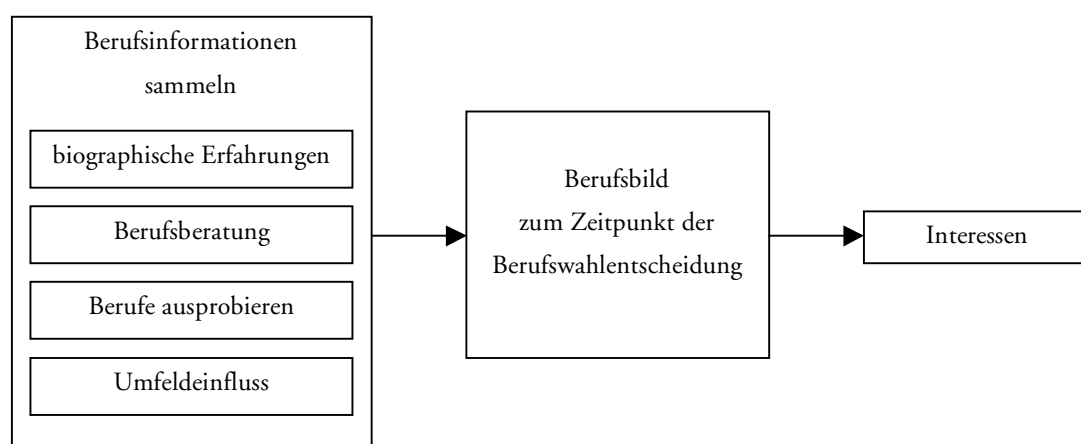 Berufsinformationen
sammeln
biographische Erfahrungen
Berufsberatung
Berufe ausprobieren
Umfeldeinfluss
Berufsbild
zum Zeitpunkt der
Berufswahlentscheidung
Interessen